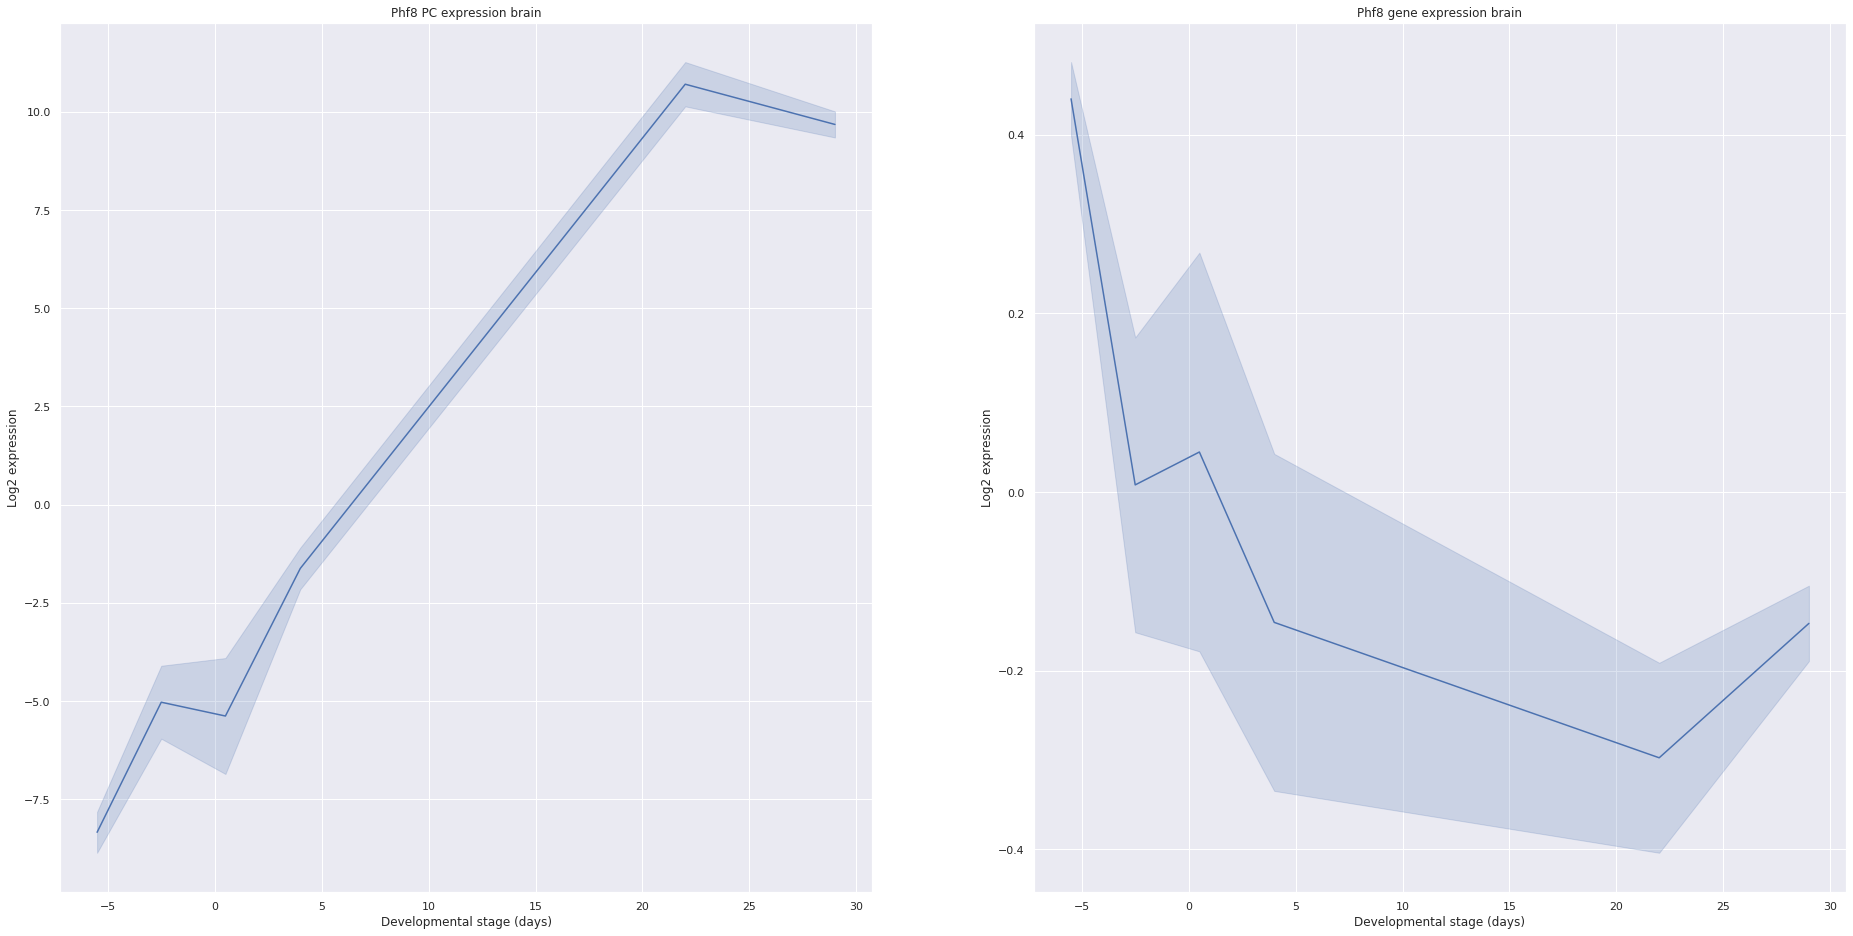 Phf8 PC expression brain
Log2 expression
10.0
7.5
5.0
2.5
0.0
−2.5
−5.0
−7.5
−5 0 5 10 15 20 25 30
Developmental stage (days)
Phf8 gene expression brain
Log2 expression
0.4
0.2
0.0
−0.2
−0.4
−5 0 5 10 15 20 25 30
Developmental stage (days)